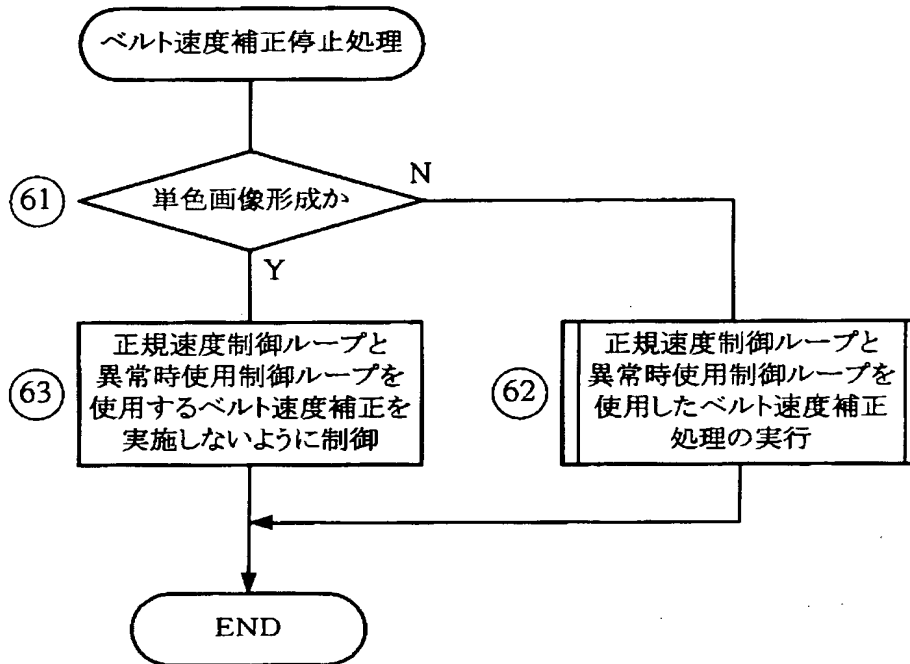 ベルト速度補正停止処理
61
単色画像形成か
N
Y
63
正規速度制御ループと
異常時使用制御ループを
使用するベルト速度補正を
実施しないように制御
62
正規速度制御ループと
異常時使用制御ループを
使用したベルト速度補正
処理の実行
END